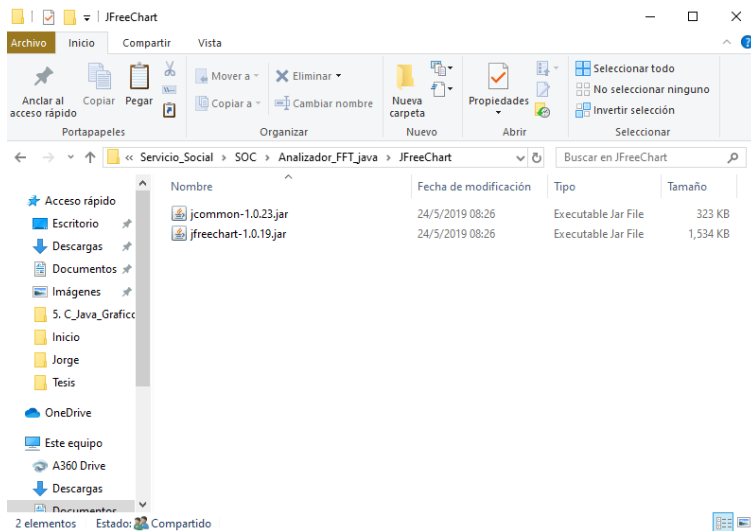 JFreeChart
Archivo Inicio Compartir Vista
Anclar al acceso rápido
Copiar
Pegar
Mover a
Copiar a
Eliminar
Cambiar nombre
Nueva carpeta
Propiedades
Seleccionar todo
No seleccionar ninguno
Invertir selección
Portapapeles Organizar Nuevo Abrir Seleccionar
« Servicio_Social > SOC > Analizador_FFT_java > JFreeChart
Buscar en JFreeChart
Nombre Fecha de modificación Tipo Tamaño
jcommon-1.0.23.jar 24/5/2019 08:26 Executable Jar File 323 KB
jfreechart-1.0.19.jar 24/5/2019 08:26 Executable Jar File 1,534 KB
Acceso rápido
Escritorio
Descargas
Documentos
Imágenes
5. C_Java_Grafico
Inicio
Jorge
Tesis
OneDrive
Este equipo
A360 Drive
Descargas
Documentos
2 elementos Estado: Compartido